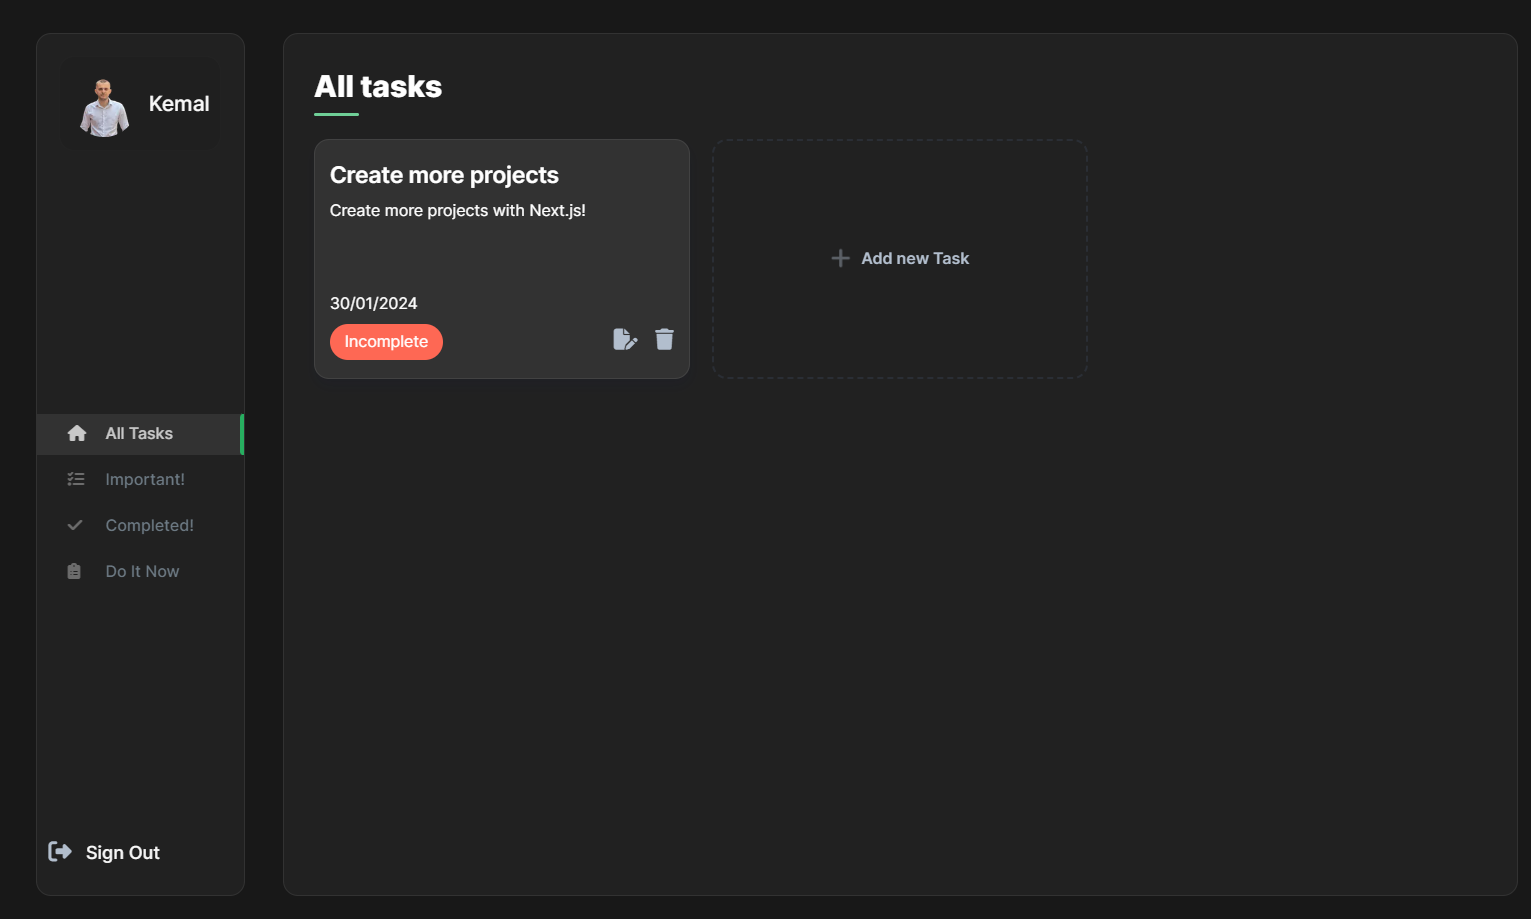 Kemal
All Tasks
Important!
Completed!
Do It Now
Sign Out
All tasks
Create more projects
Create more projects with Next.js!
30/01/2024
Incomplete
Add new Task